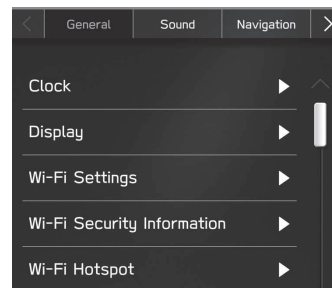 General Sound Navigation
Clock
Display
Wi-Fi Settings
Wi-Fi Security Information
Wi-Fi Hotspot